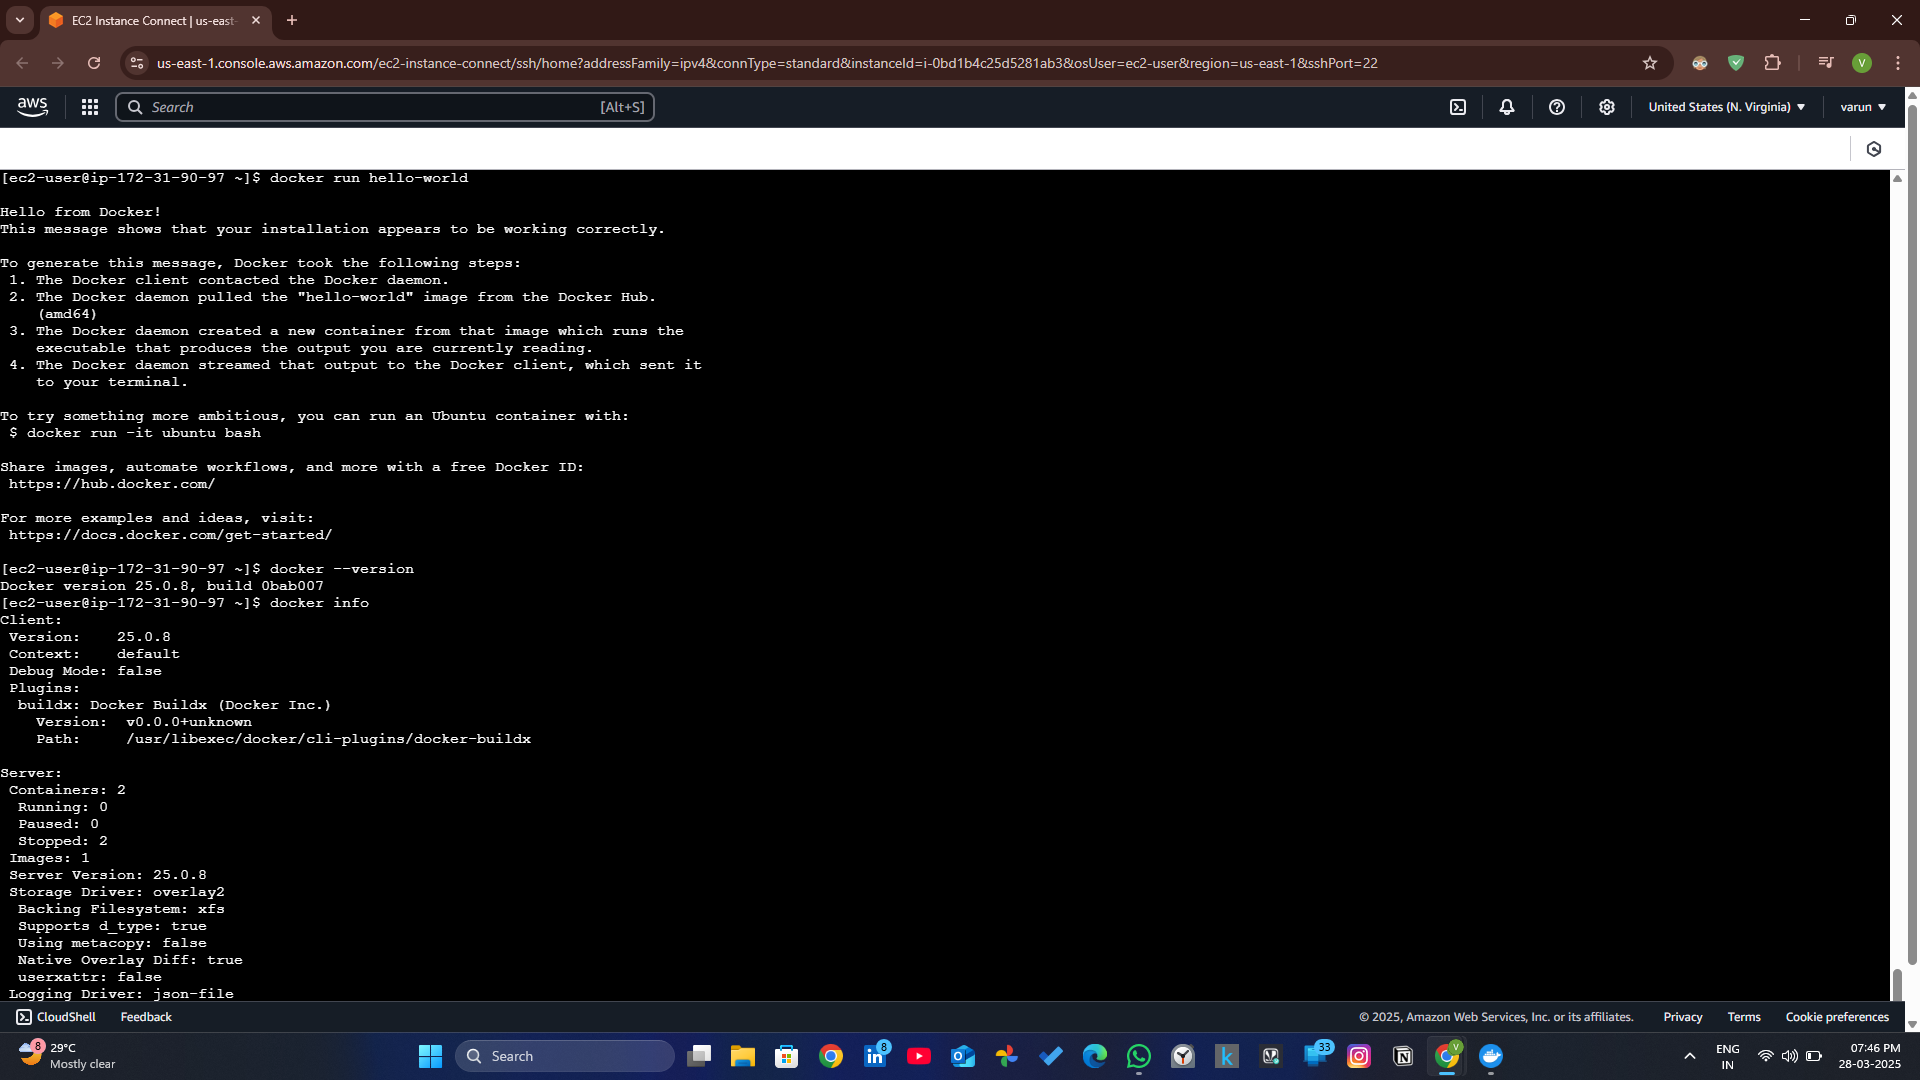 EC2 Instance Connect | us-east-
us-east-1.console.aws.amazon.com/ec2-instance-connect/ssh/home?addressFamily=ipv4&connType=standard&instanceId=i-0bd1b4c25d5281ab3&osUser=ec2-user&region=us-east-1&sshPort=22
V
aws
Search [Alt+S]
United States (N. Virginia)
varun
[ec2-user@ip-172-31-90-97 ~]$ docker run hello-world
Hello from Docker!
This message shows that your installation appears to be working correctly.
To generate this message, Docker took the following steps:
1. The Docker client contacted the Docker daemon.
2. The Docker daemon pulled the "hello-world" image from the Docker Hub.
(amd64)
3. The Docker daemon created a new container from that image which runs the
executable that produces the output you are currently reading.
4. The Docker daemon streamed that output to the Docker client, which sent it
to your terminal.
To try something more ambitious, you can run an Ubuntu container with:
$ docker run -it ubuntu bash
Share images, automate workflows, and more with a free Docker ID:
https://hub.docker.com/
For more examples and ideas, visit:
https://docs.docker.com/get-started/
[ec2-user@ip-172-31-90-97 ~]$ docker --version
Docker version 25.0.8, build 0bab007
[ec2-user@ip-172-31-90-97 ~]$ docker info
Client:
Version:    25.0.8
Context:    default
Debug Mode: false
Plugins:
buildx: Docker Buildx (Docker Inc.)
Version:  v0.0.0+unknown
Path:     /usr/libexec/docker/cli-plugins/docker-buildx
Server:
Containers: 2
Running: 0
Paused: 0
Stopped: 2
Images: 1
Server Version: 25.0.8
Storage Driver: overlay2
Backing Filesystem: xfs
Supports d_type: true
Using metacopy: false
Native Overlay Diff: true
userxattr: false
Logging Driver: json-file
CloudShell
Feedback
© 2025, Amazon Web Services, Inc. or its affiliates.
Privacy
Terms
Cookie preferences
8
29°C
Mostly clear
Search
8
33
V
ENG
IN
07:46 PM
28-03-2025